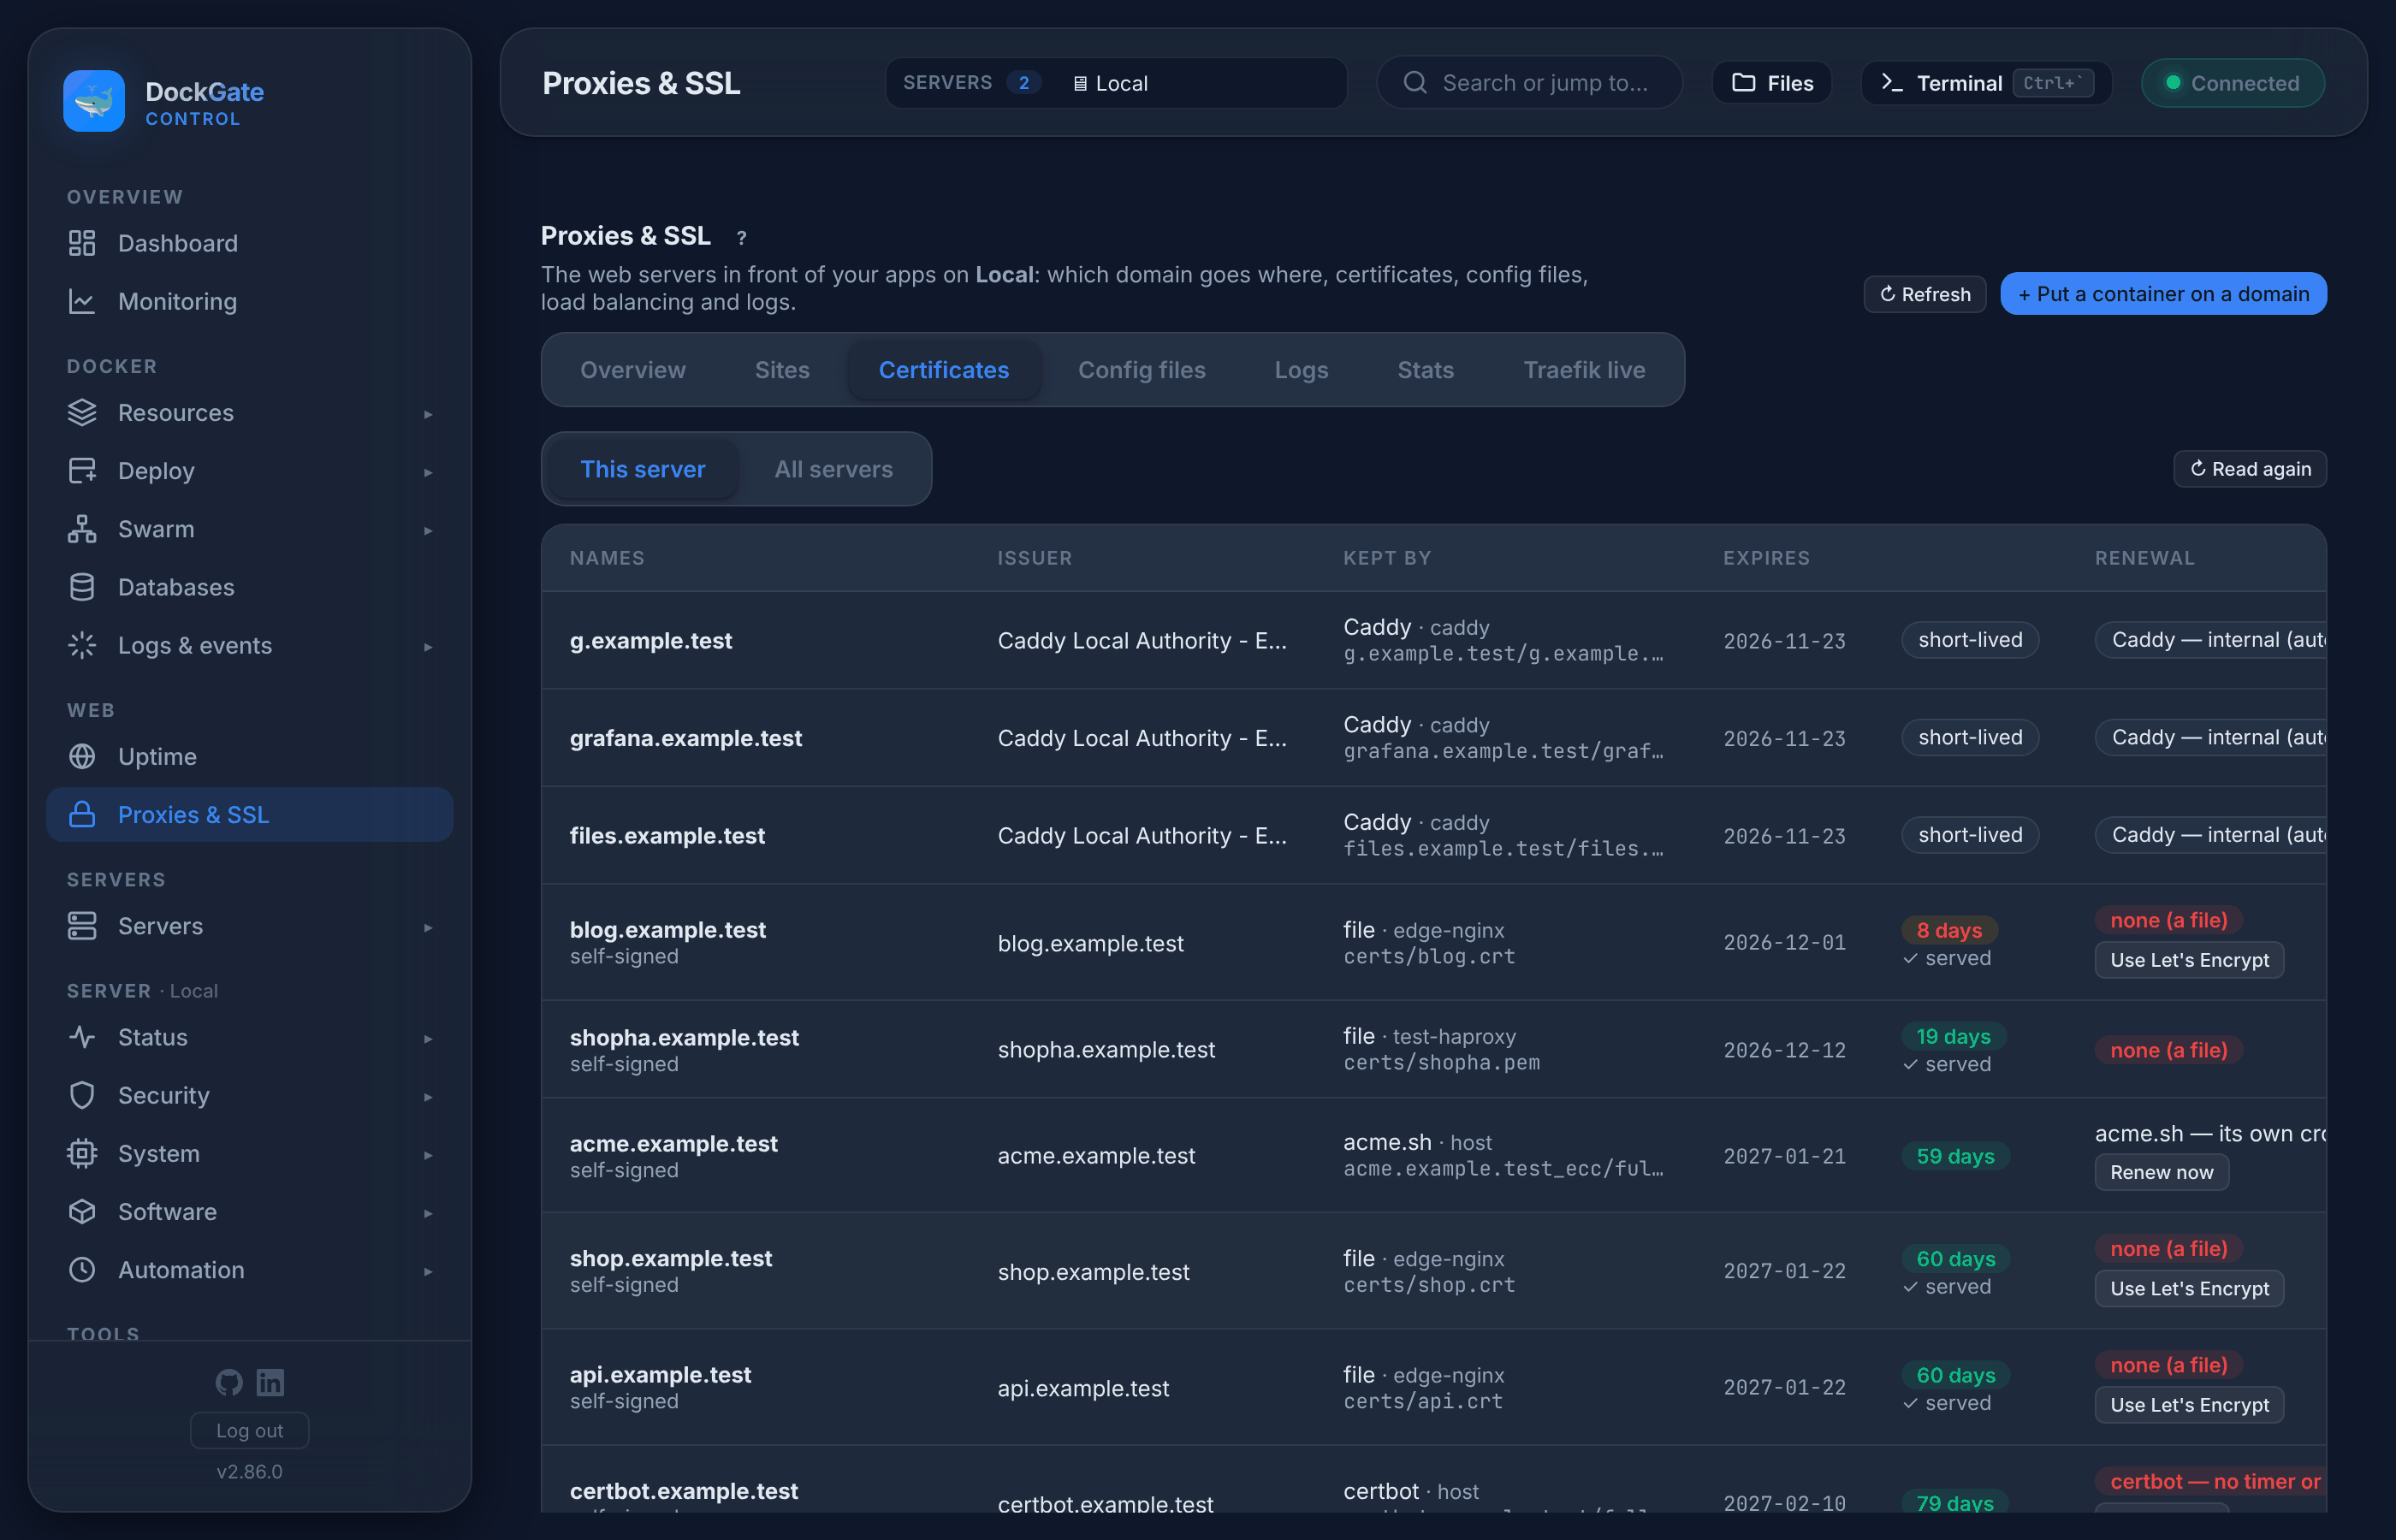 DockGate
CONTROL
OVERVIEW
Dashboard
Monitoring
DOCKER
Resources
Deploy
Swarm
Databases
Logs & events
WEB
Uptime
Proxies & SSL
SERVERS
Servers
SERVER · Local
Status
Security
System
Software
Automation
TOOLS
Log out
v2.86.0
Proxies & SSL
SERVERS 2 Local
Search or jump to...
Files
Terminal Ctrl+`
Connected
Proxies & SSL ?
The web servers in front of your apps on Local: which domain goes where, certificates, config files,
load balancing and logs.
↻ Refresh
+ Put a container on a domain
Overview Sites Certificates Config files Logs Stats Traefik live
This server All servers
↻ Read again
NAMES ISSUER KEPT BY EXPIRES RENEWAL
g.example.test Caddy Local Authority - E... Caddy · caddy 2026-11-23 short-lived Caddy — internal (aut
g.example.test/g.example.…
grafana.example.test Caddy Local Authority - E... Caddy · caddy 2026-11-23 short-lived Caddy — internal (aut
grafana.example.test/graf…
files.example.test Caddy Local Authority - E... Caddy · caddy 2026-11-23 short-lived Caddy — internal (aut
files.example.test/files.…
blog.example.test blog.example.test file · edge-nginx 2026-12-01 8 days none (a file)
self-signed certs/blog.crt ✓ served Use Let's Encrypt
shopha.example.test shopha.example.test file · test-haproxy 2026-12-12 19 days none (a file)
self-signed certs/shopha.pem ✓ served
acme.example.test acme.example.test acme.sh · host 2027-01-21 59 days acme.sh — its own cr
self-signed acme.example.test_ecc/ful… Renew now
shop.example.test shop.example.test file · edge-nginx 2027-01-22 60 days none (a file)
self-signed certs/shop.crt ✓ served Use Let's Encrypt
api.example.test api.example.test file · edge-nginx 2027-01-22 60 days none (a file)
self-signed certs/api.crt ✓ served Use Let's Encrypt
certbot.example.test certbot.example.test certbot · host 2027-02-10 79 days certbot — no timer or